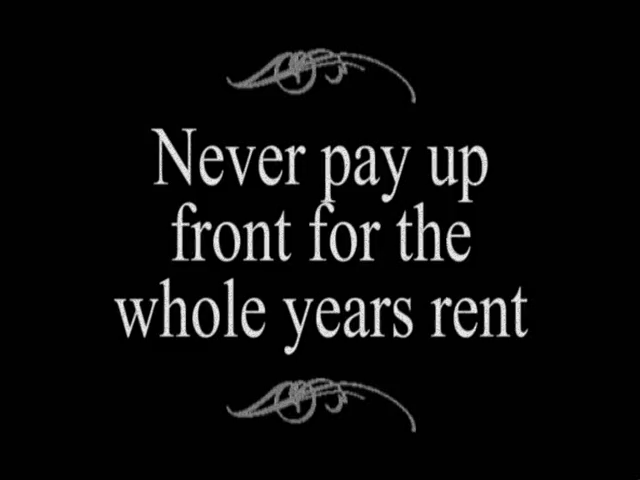 Never pay up
front for the
whole years rent